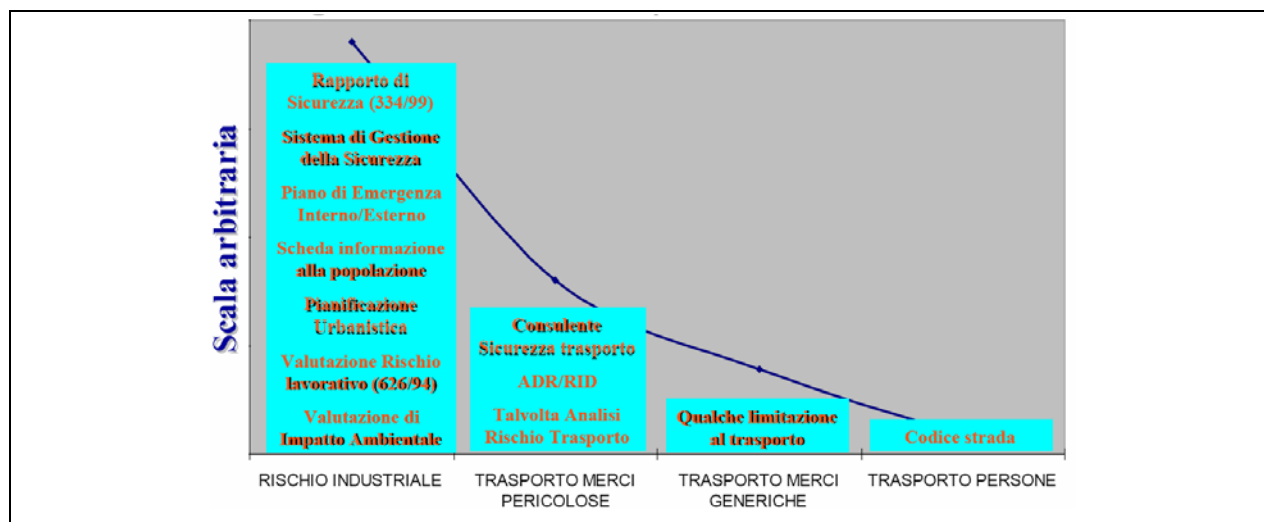 Scala arbitraria
Rapporto di
Sicurezza (334/99)
Sistema di Gestione
della Sicurezza
Piano di Emergenza
Interno/Esterno
Scheda informazione
alla popolazione
Pianificazione
Urbanistica
Valutazione Rischio
lavorativo (626/94)
Valutazione di
Impatto Ambientale
Consulente
Sicurezza trasporto
ADR/RID
Talvolta Analisi
Rischio Trasporto
Qualche limitazione
al trasporto
Codice strada
RISCHIO INDUSTRIALE
TRASPORTO MERCI
PERICOLOSE
TRASPORTO MERCI
GENERICHE
TRASPORTO PERSONE